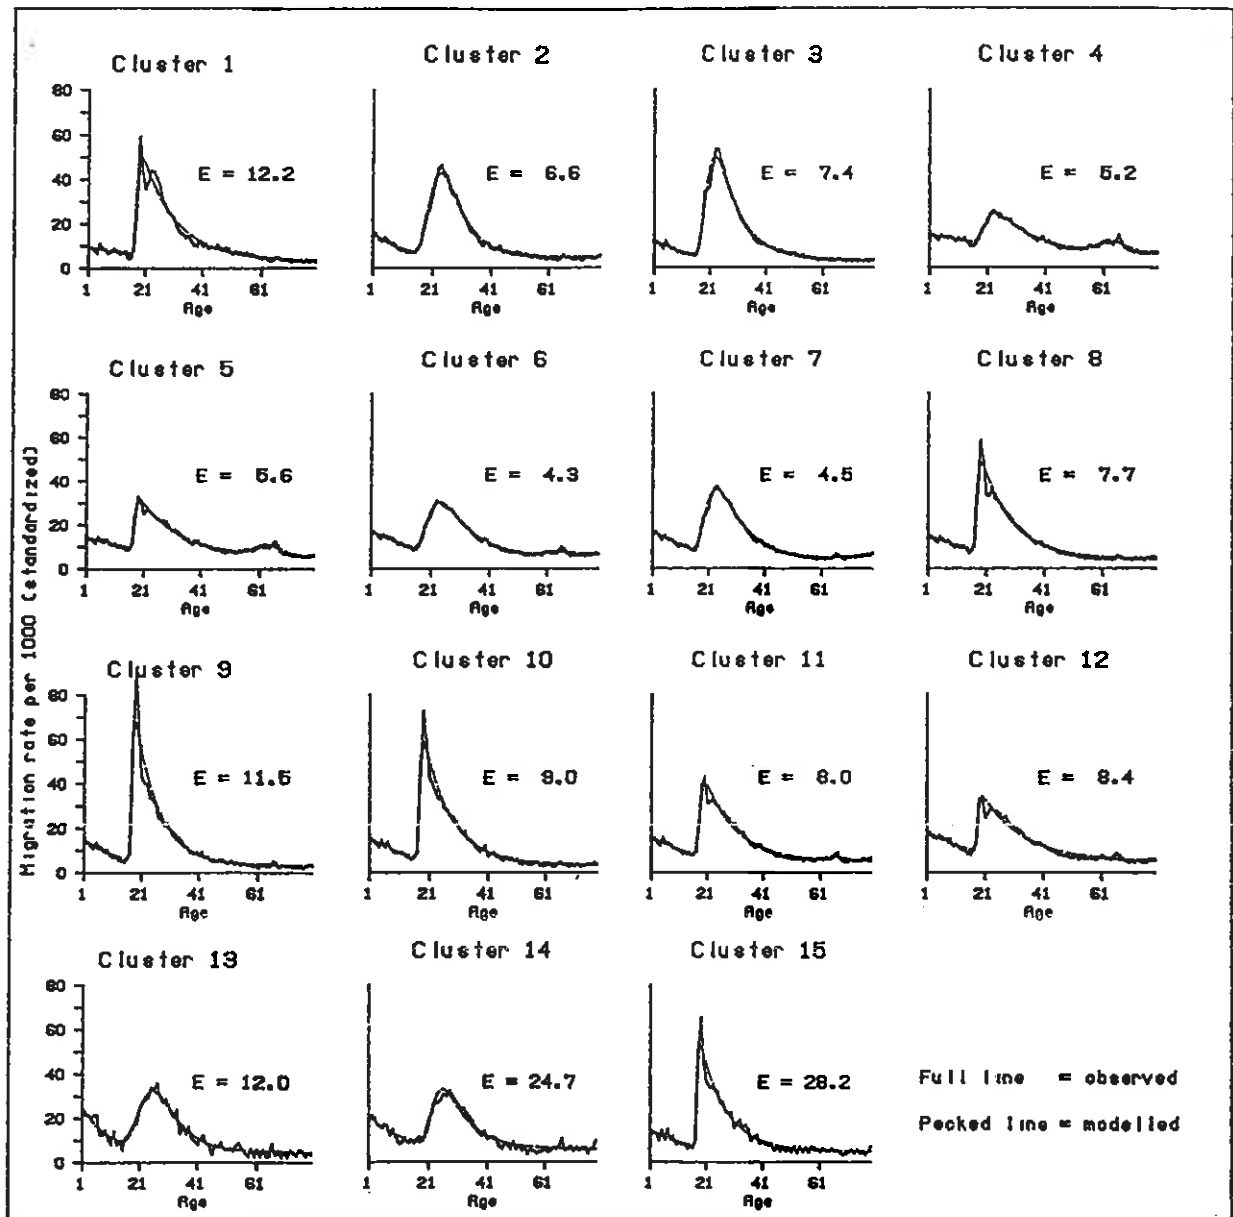 Cluster 1
Cluster 2
Cluster 3
Cluster 4
80
60
40
20
0
E = 12.2
E = 6.6
E = 7.4
E = 5.2
1 21 41 61
1 21 41 61
1 21 41 61
1 21 41 61
Age
Age
Age
Age
Cluster 5
Cluster 6
Cluster 7
Cluster 8
80
60
40
20
0
E = 5.6
E = 4.3
E = 4.5
E = 7.7
1 21 41 61
1 21 41 61
1 21 41 61
1 21 41 61
Age
Age
Age
Age
Migration rate per 1000 (standardized)
Cluster 9
Cluster 10
Cluster 11
Cluster 12
80
60
40
20
0
E = 11.5
E = 9.0
E = 8.0
E = 8.4
1 21 41 61
1 21 41 61
1 21 41 61
1 21 41 61
Age
Age
Age
Age
Cluster 13
Cluster 14
Cluster 15
80
60
40
20
0
E = 12.0
E = 24.7
E = 28.2
1 21 41 61
1 21 41 61
1 21 41 61
Age
Age
Age
Full line = observed
Pecked line = modelled